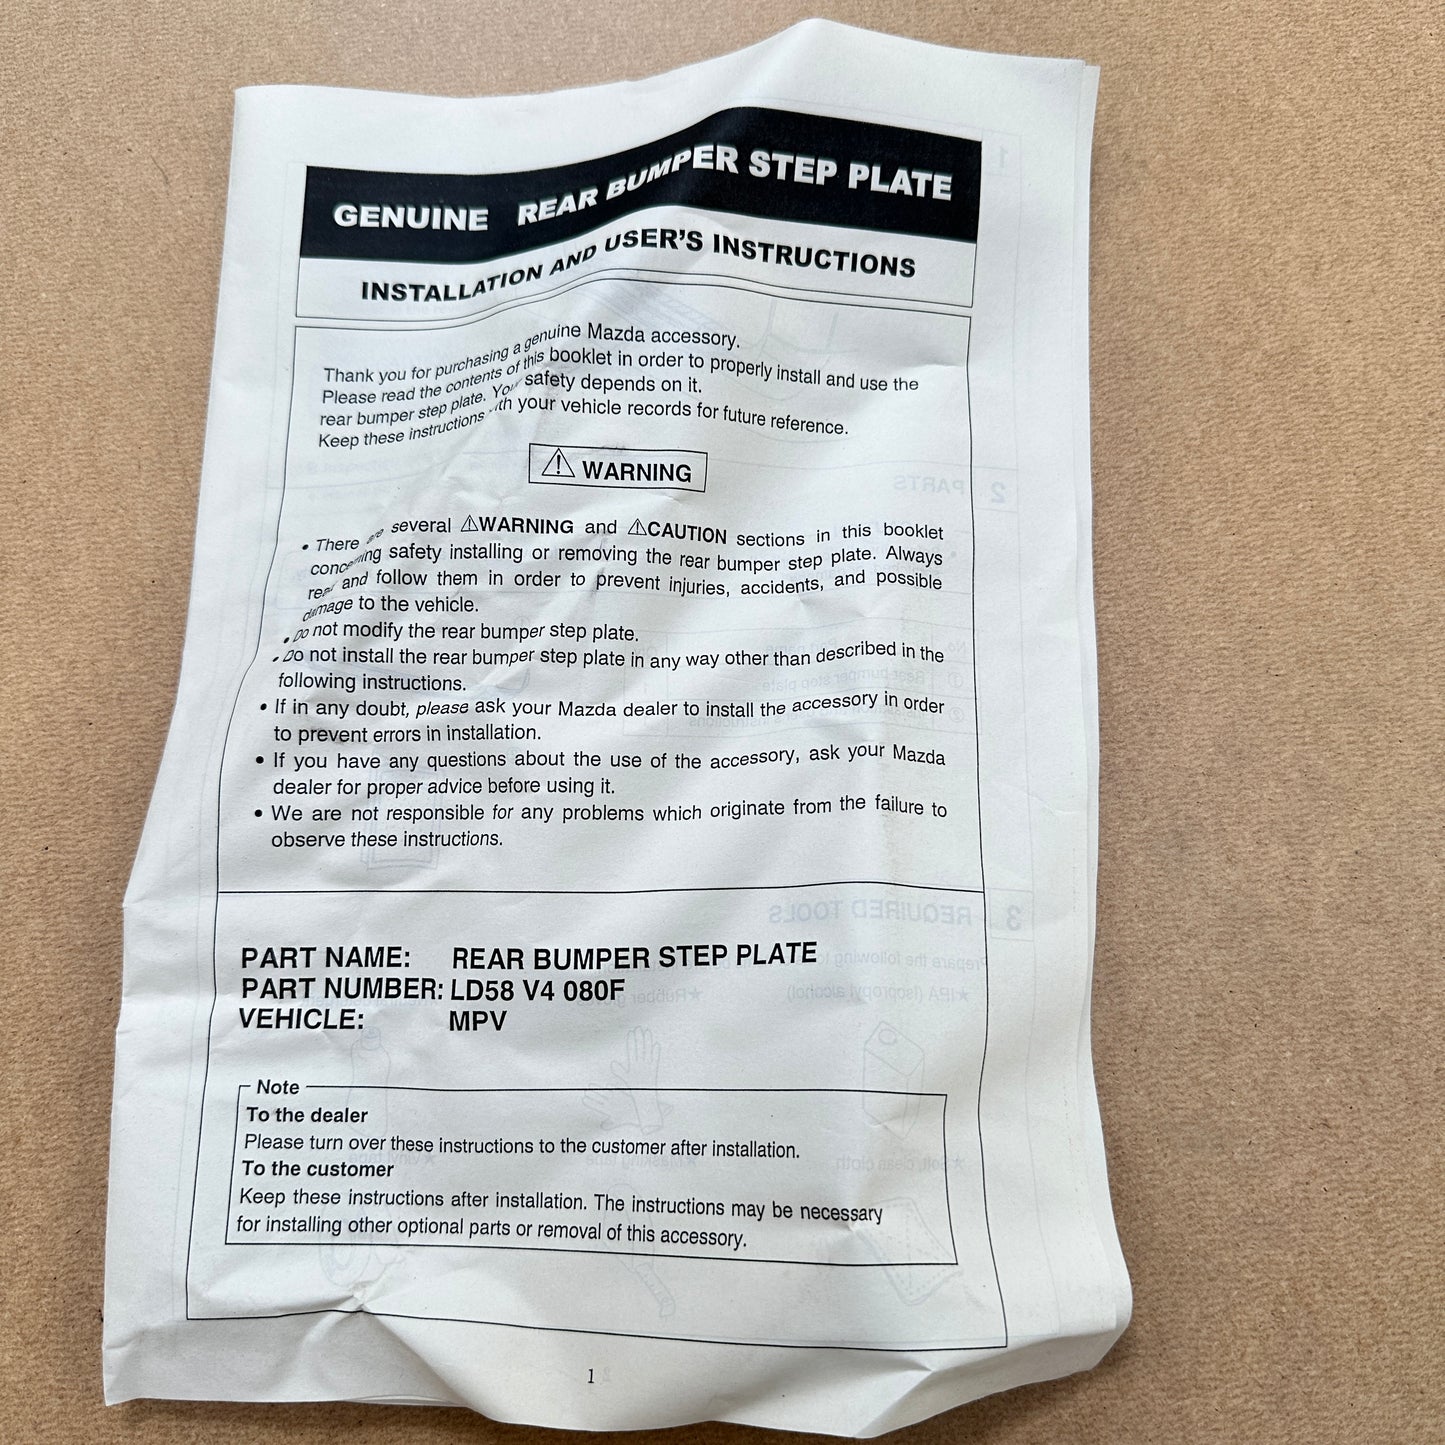 GENUINE REAR BUMPER STEP PLATE
INSTALLATION AND USER'S INSTRUCTIONS
Thank you for purchasing a genuine Mazda accessory.
Please read the contents of this booklet in order to properly install and use the
rear bumper step plate. Your safety depends on it.
Keep these instructions with your vehicle records for future reference.
⚠ WARNING
• There are several ⚠WARNING and ⚠CAUTION sections in this booklet
concerning safety installing or removing the rear bumper step plate. Always
read and follow them in order to prevent injuries, accidents, and possible
damage to the vehicle.
• Do not modify the rear bumper step plate.
• Do not install the rear bumper step plate in any way other than described in the
following instructions.
• If in any doubt, please ask your Mazda dealer to install the accessory in order
to prevent errors in installation.
• If you have any questions about the use of the accessory, ask your Mazda
dealer for proper advice before using it.
• We are not responsible for any problems which originate from the failure to
observe these instructions.
PART NAME: REAR BUMPER STEP PLATE
PART NUMBER: LD58 V4 080F
VEHICLE: MPV
Note
To the dealer
Please turn over these instructions to the customer after installation.
To the customer
Keep these instructions after installation. The instructions may be necessary
for installing other optional parts or removal of this accessory.
1